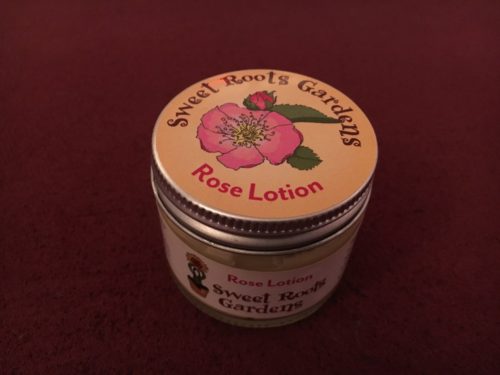 Sweet Roots Gardens
Rose Lotion
Rose Lotion
Sweet Roots
Gardens